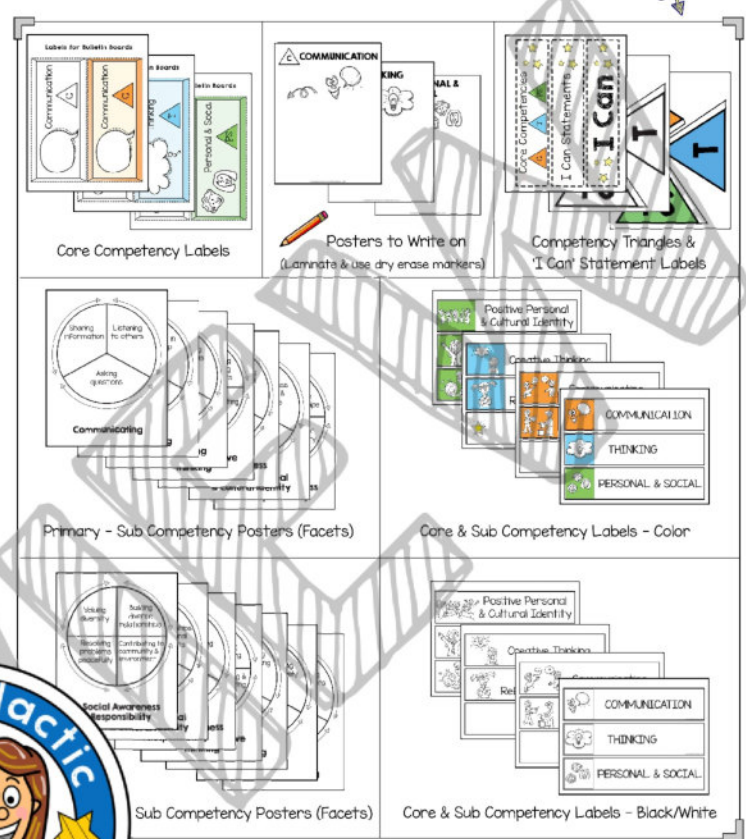 Labels for Bulletin Boards
Communication
C
Communication
C
Thinking
T
Personal & Social
PS
Core Competency Labels
C COMMUNICATION
Posters to Write on
(Laminate & use dry erase markers)
Core Competencies
C
T
PS
I Can Statements
I Can
T
T
Competency Triangles &
'I Can' Statement Labels
Sharing
information
Listening
to others
Asking
questions
Communicating
Primary - Sub Competency Posters (Facets)
Positive Personal
& Cultural Identity
Creative Thinking
COMMUNICATION
THINKING
PERSONAL & SOCIAL
Core & Sub Competency Labels - Color
Valuing
diversity
Building
diverse
relationships
Resolving
problems
peacefully
Contributing to
community &
environment
Social Awareness
Responsibility
Sub Competency Posters (Facets)
Positive Personal
& Cultural Identity
Creative Thinking
COMMUNICATION
THINKING
PERSONAL & SOCIAL
Core & Sub Competency Labels - Black/White